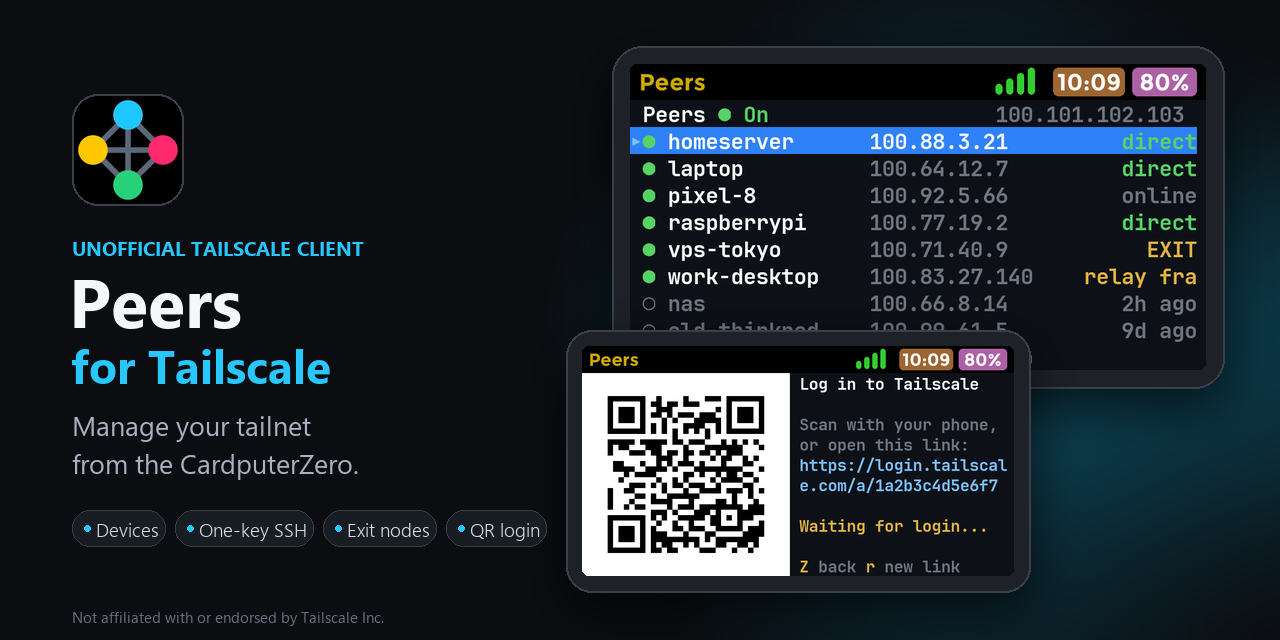 UNOFFICIAL TAILSCALE CLIENT
Peers
for Tailscale
Manage your tailnet
from the CardputerZero.
Devices
One-key SSH
Exit nodes
QR login
Not affiliated with or endorsed by Tailscale Inc.
Peers 10:09 80%
Peers On 100.101.102.103
homeserver 100.88.3.21 direct
laptop 100.64.12.7 direct
pixel-8 100.92.5.66 online
raspberrypi 100.77.19.2 direct
vps-tokyo 100.71.40.9 EXIT
work-desktop 100.83.27.140 relay fra
nas 100.66.8.14 2h ago
9d ago
Peers 10:09 80%
Log in to Tailscale
Scan with your phone,
or open this link:
https://login.tailscal
e.com/a/1a2b3c4d5e6f7
Waiting for login...
Z back r new link